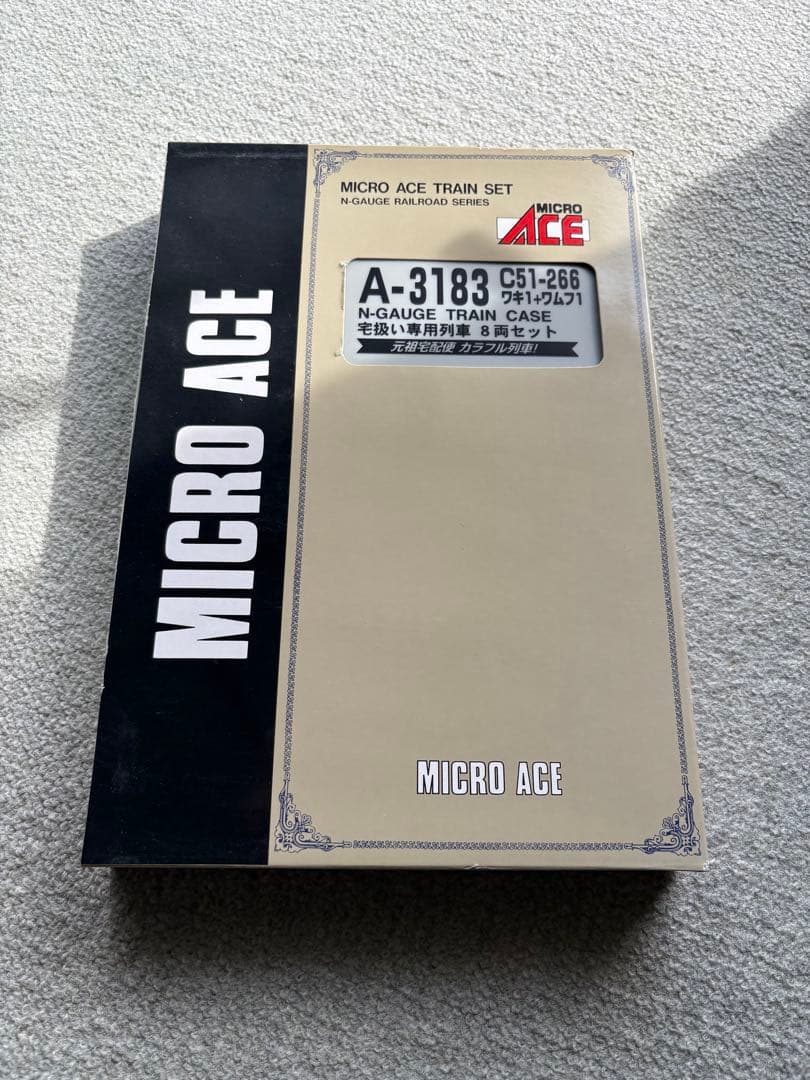 MICRO ACE
MICRO ACE TRAIN SET
N-GAUGE RAILROAD SERIES
MICRO
ACE
A-3183 C51-266
ワキ1+ワムフ1
N-GAUGE TRAIN CASE
宅扱い専用列車 8両セット
元祖宅配便 カラフル列車!
MICRO ACE